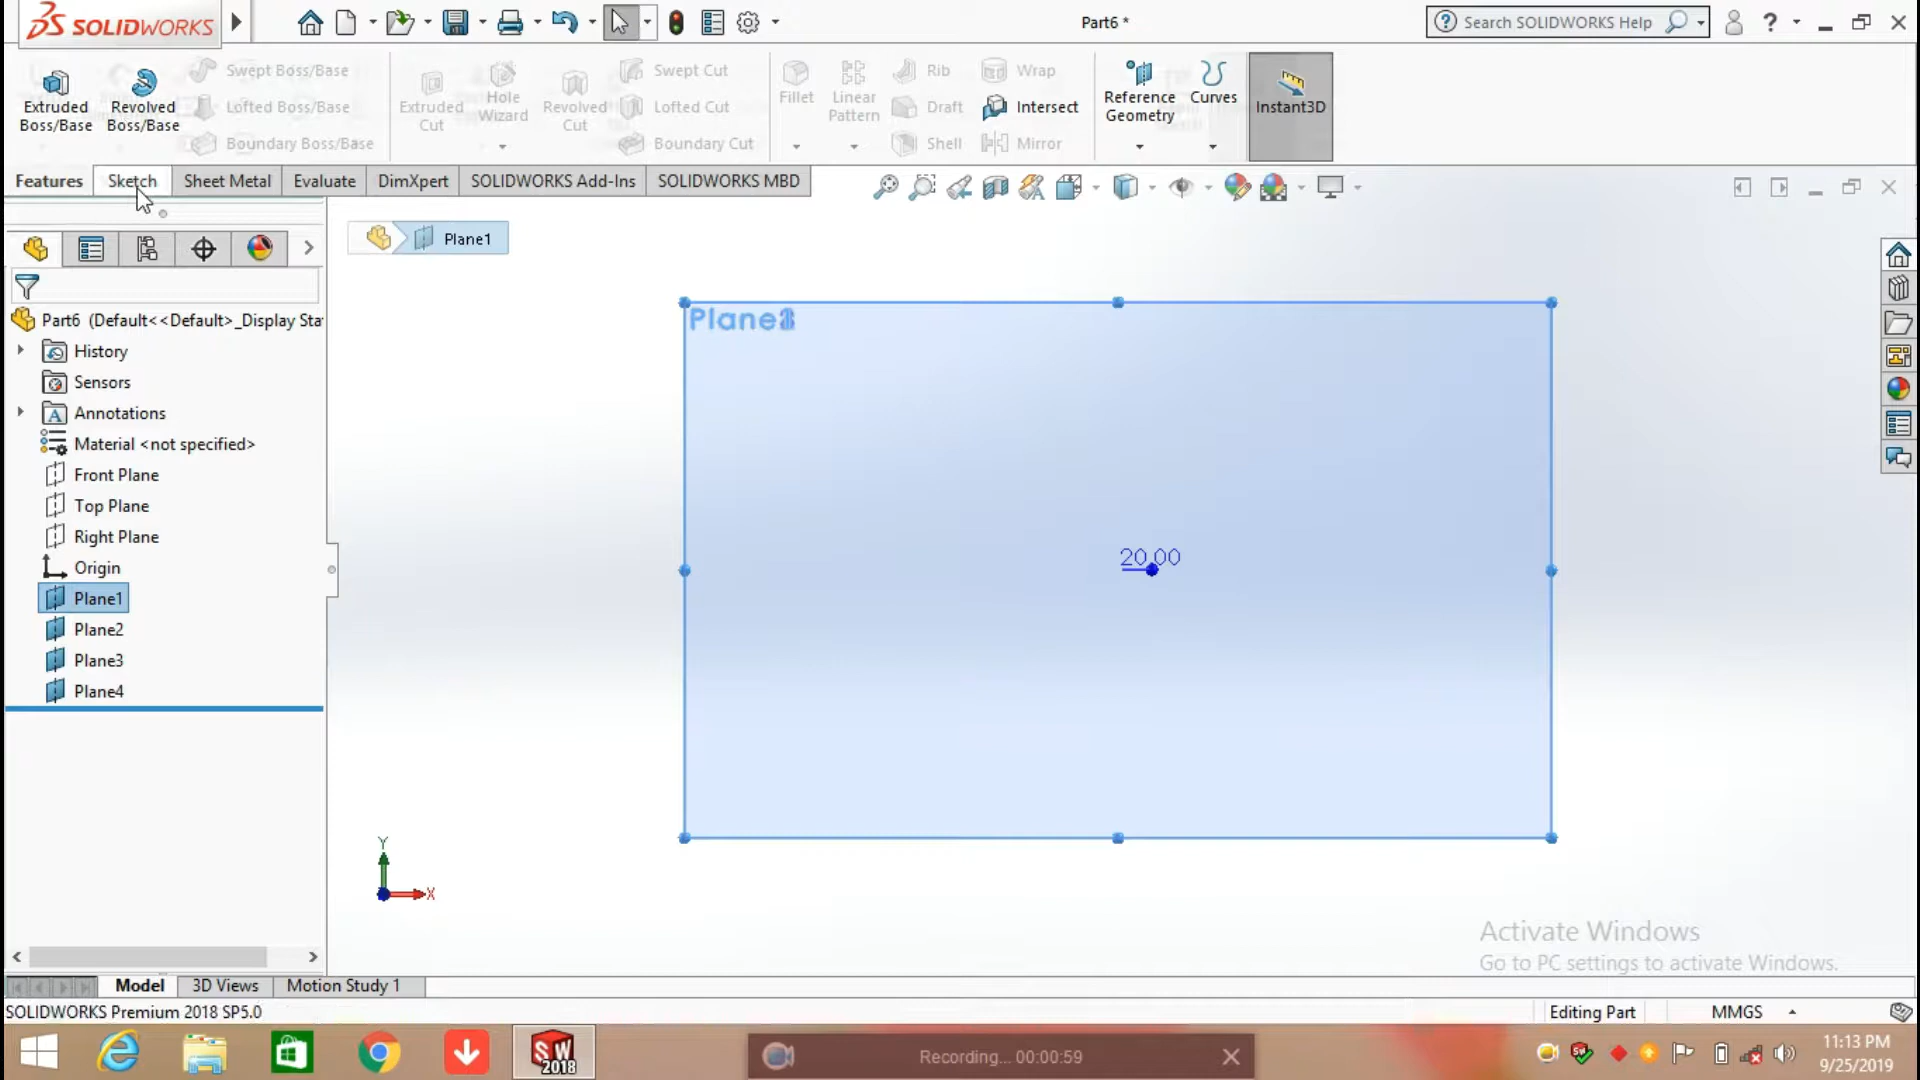 SOLIDWORKS
Part6 *
Search SOLIDWORKS Help
Extruded Boss/Base
Revolved Boss/Base
Swept Boss/Base
Lofted Boss/Base
Boundary Boss/Base
Extruded Cut
Hole Wizard
Revolved Cut
Swept Cut
Lofted Cut
Boundary Cut
Fillet
Linear Pattern
Rib
Draft
Shell
Wrap
Intersect
Mirror
Reference Geometry
Curves
Instant3D
Features
Sketch
Sheet Metal
Evaluate
DimXpert
SOLIDWORKS Add-Ins
SOLIDWORKS MBD
Plane1
Part6 (Default<<Default>_Display Sta
History
Sensors
Annotations
Material <not specified>
Front Plane
Top Plane
Right Plane
Origin
Plane1
Plane2
Plane3
Plane4
20.00
Y
X
Activate Windows
Go to PC settings to activate Windows.
Model
3D Views
Motion Study 1
SOLIDWORKS Premium 2018 SP5.0
Editing Part
MMGS
SW
2018
Recording... 00:00:59
11:13 PM
9/25/2019